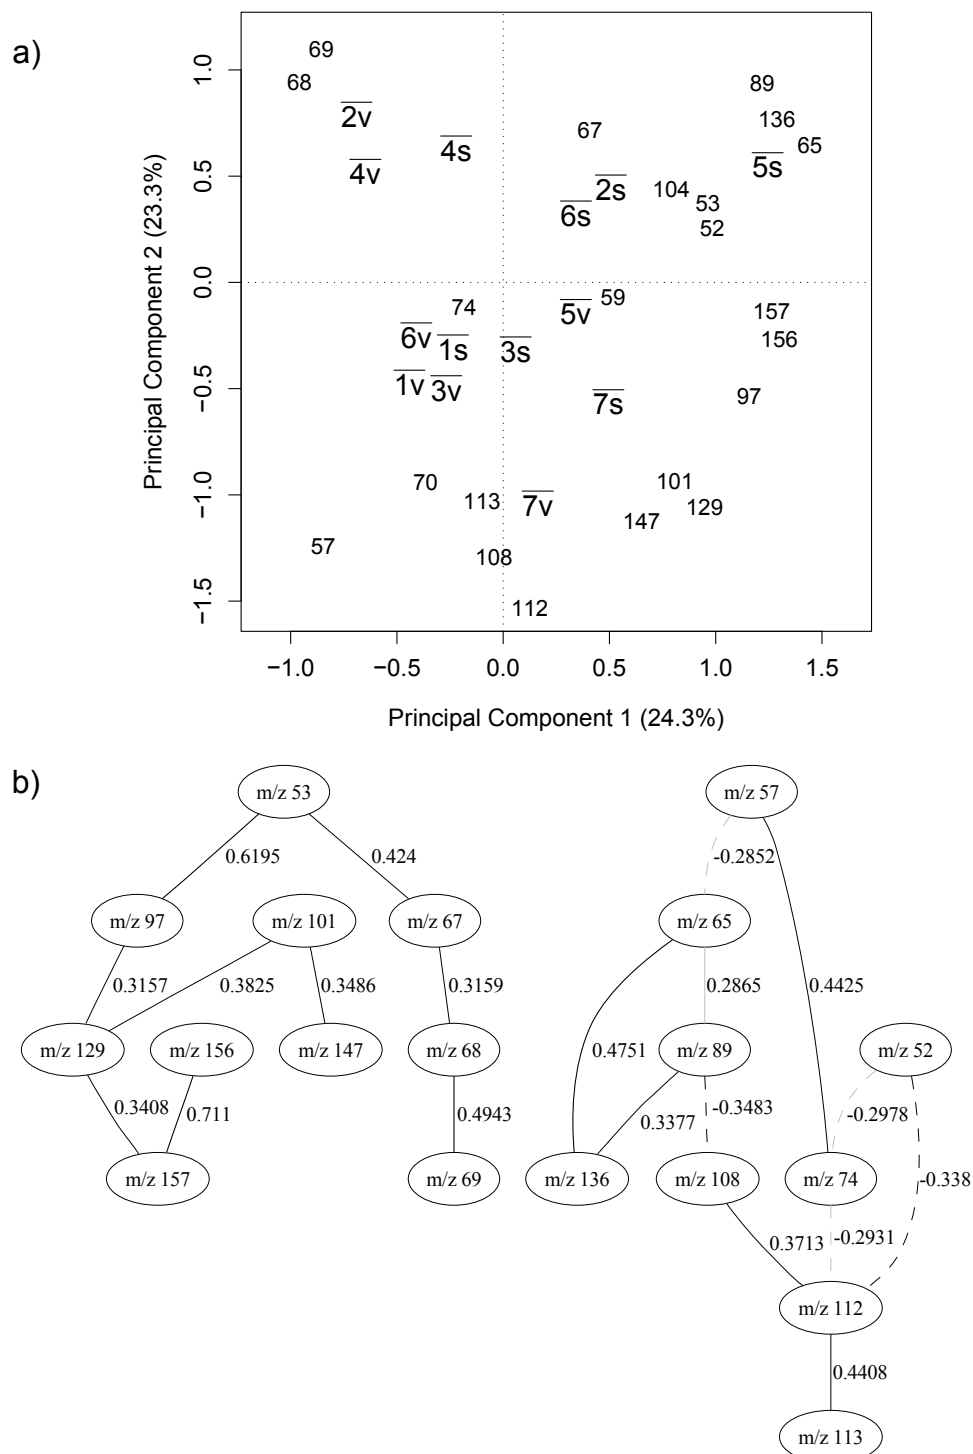 a)
69
68
2v
4v
4s
67
2s
6s
89
136
65
5s
104
53
52
74
5v
59
157
156
6v
1s
3s
1v
3v
7s
97
70
113
7v
101
129
147
57
108
112
1.0
0.5
0.0
−0.5
−1.0
−1.5
Principal Component 2 (23.3%)
−1.0 −0.5 0.0 0.5 1.0 1.5
Principal Component 1 (24.3%)
b)
m/z 53 m/z 57
0.6195 0.424 -0.2852
m/z 97 m/z 101 m/z 67 m/z 65
0.3157 0.3825 0.3486 0.3159 0.2865 0.4425
m/z 129 m/z 156 m/z 147 m/z 68 m/z 89 m/z 52
0.4751
0.3408 0.711 0.4943 0.3377 -0.3483 -0.2978
m/z 157 m/z 69 m/z 136 m/z 108 m/z 74 -0.338
0.3713 -0.2931
m/z 112
0.4408
m/z 113